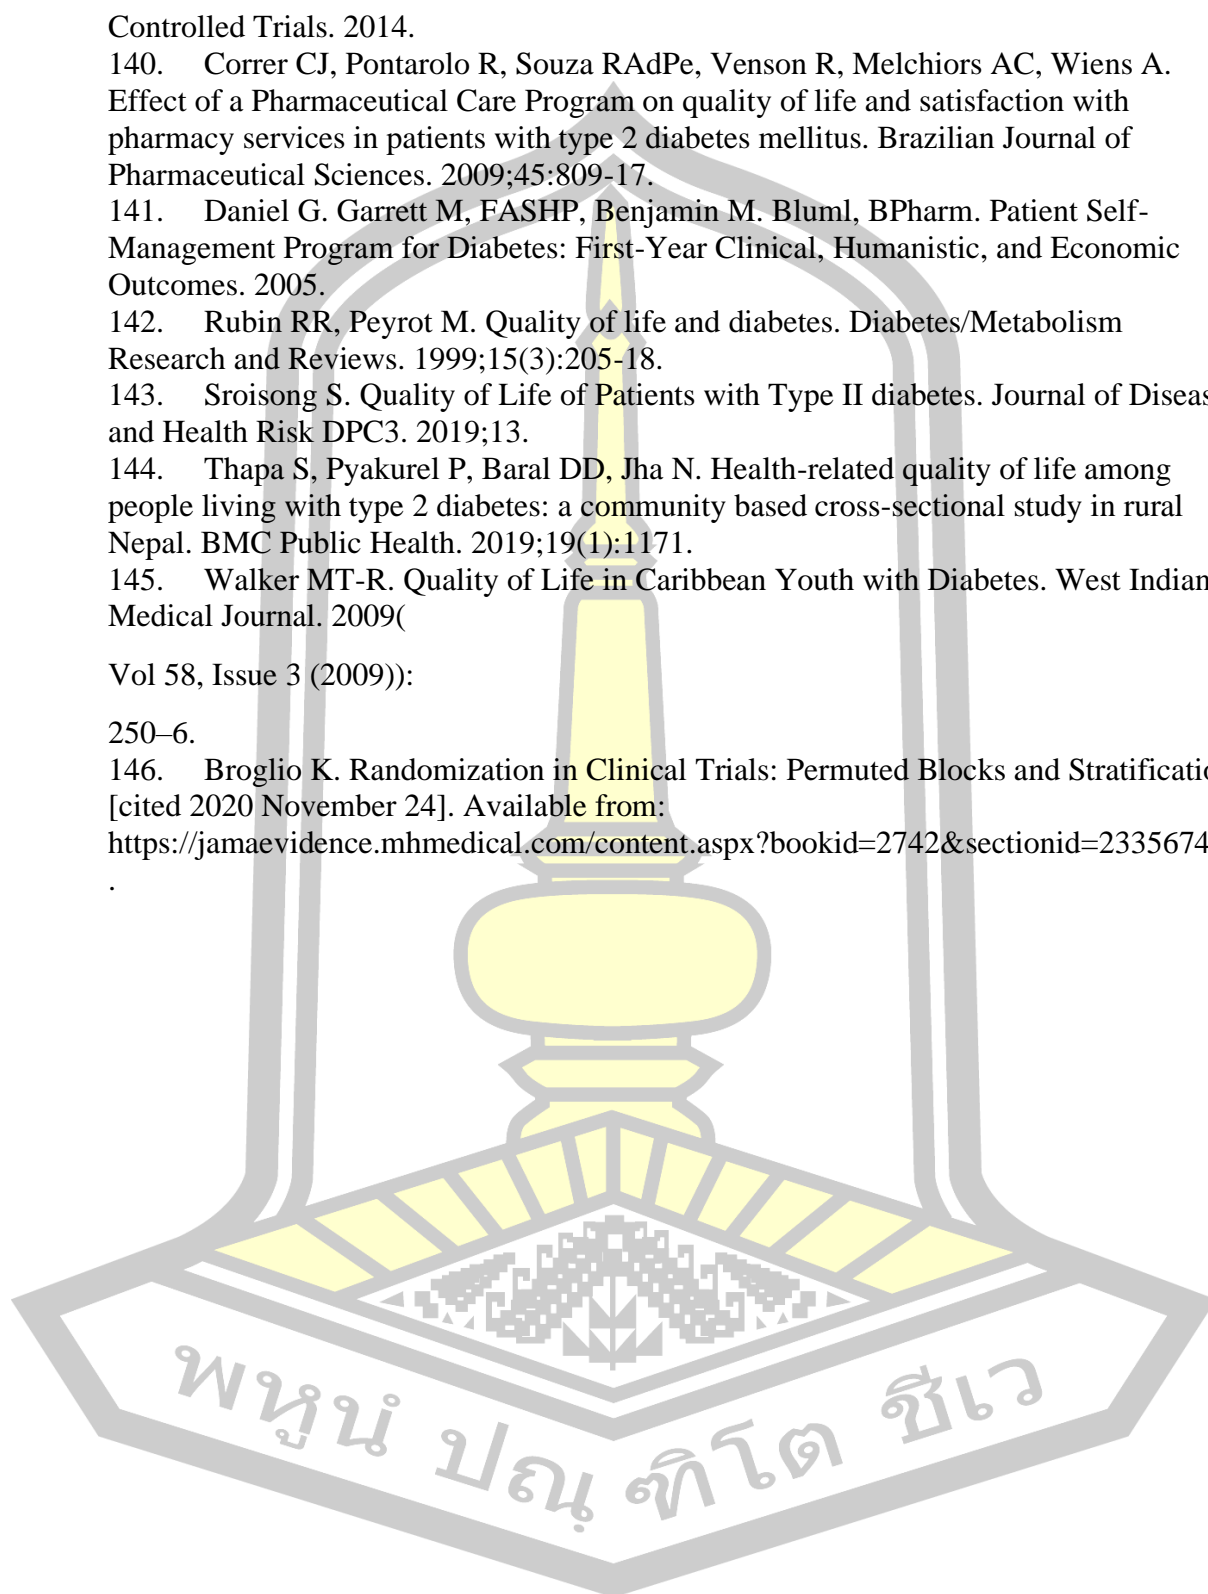 Controlled Trials. 2014.
140. Correr CJ, Pontarolo R, Souza RAdPe, Venson R, Melchiors AC, Wiens A.
Effect of a Pharmaceutical Care Program on quality of life and satisfaction with
pharmacy services in patients with type 2 diabetes mellitus. Brazilian Journal of
Pharmaceutical Sciences. 2009;45:809-17.
141. Daniel G. Garrett M, FASHP, Benjamin M. Bluml, BPharm. Patient Self-
Management Program for Diabetes: First-Year Clinical, Humanistic, and Economic
Outcomes. 2005.
142. Rubin RR, Peyrot M. Quality of life and diabetes. Diabetes/Metabolism
Research and Reviews. 1999;15(3):205-18.
143. Sroisong S. Quality of Life of Patients with Type II diabetes. Journal of Diseas
and Health Risk DPC3. 2019;13.
144. Thapa S, Pyakurel P, Baral DD, Jha N. Health-related quality of life among
people living with type 2 diabetes: a community based cross-sectional study in rural
Nepal. BMC Public Health. 2019;19(1):1171.
145. Walker MT-R. Quality of Life in Caribbean Youth with Diabetes. West Indian
Medical Journal. 2009(
Vol 58, Issue 3 (2009)):
250–6.
146. Broglio K. Randomization in Clinical Trials: Permuted Blocks and Stratificatio
[cited 2020 November 24]. Available from:
https://jamaevidence.mhmedical.com/content.aspx?bookid=2742&sectionid=2335674
.
พหูนํ ปณฺฑิโต ชีเว